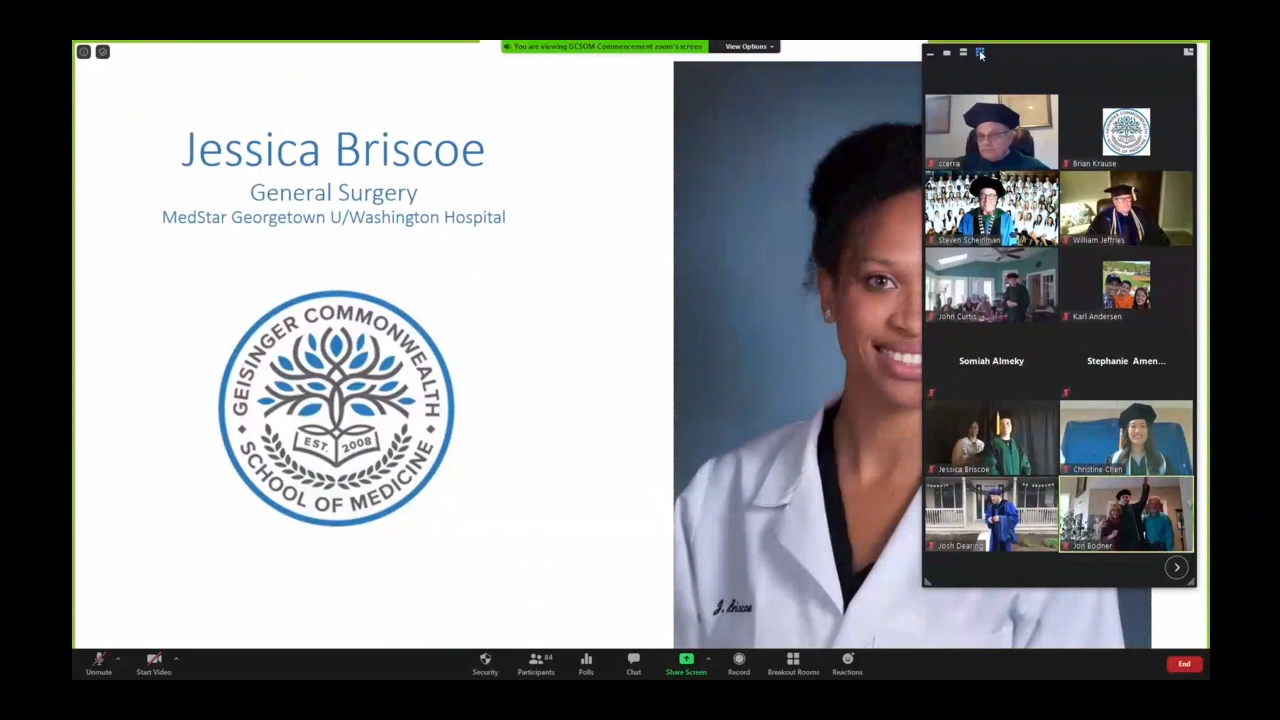 You are viewing GCSOM Commencement zoom's screen
View Options
Jessica Briscoe
General Surgery
MedStar Georgetown U/Washington Hospital
GEISINGER COMMONWEALTH
SCHOOL OF MEDICINE
EST. 2008
J. Briscoe
ccerra
Brian Krause
Steven Scheinman
William Jeffries
John Curtis
Karl Andersen
Somiah Almeky
Stephanie Amen...
Jessica Briscoe
Christine Chen
Josh Dearing
Jon Bodner
Unmute
Start Video
Security
84
Participants
Polls
Chat
Share Screen
Record
Breakout Rooms
Reactions
End